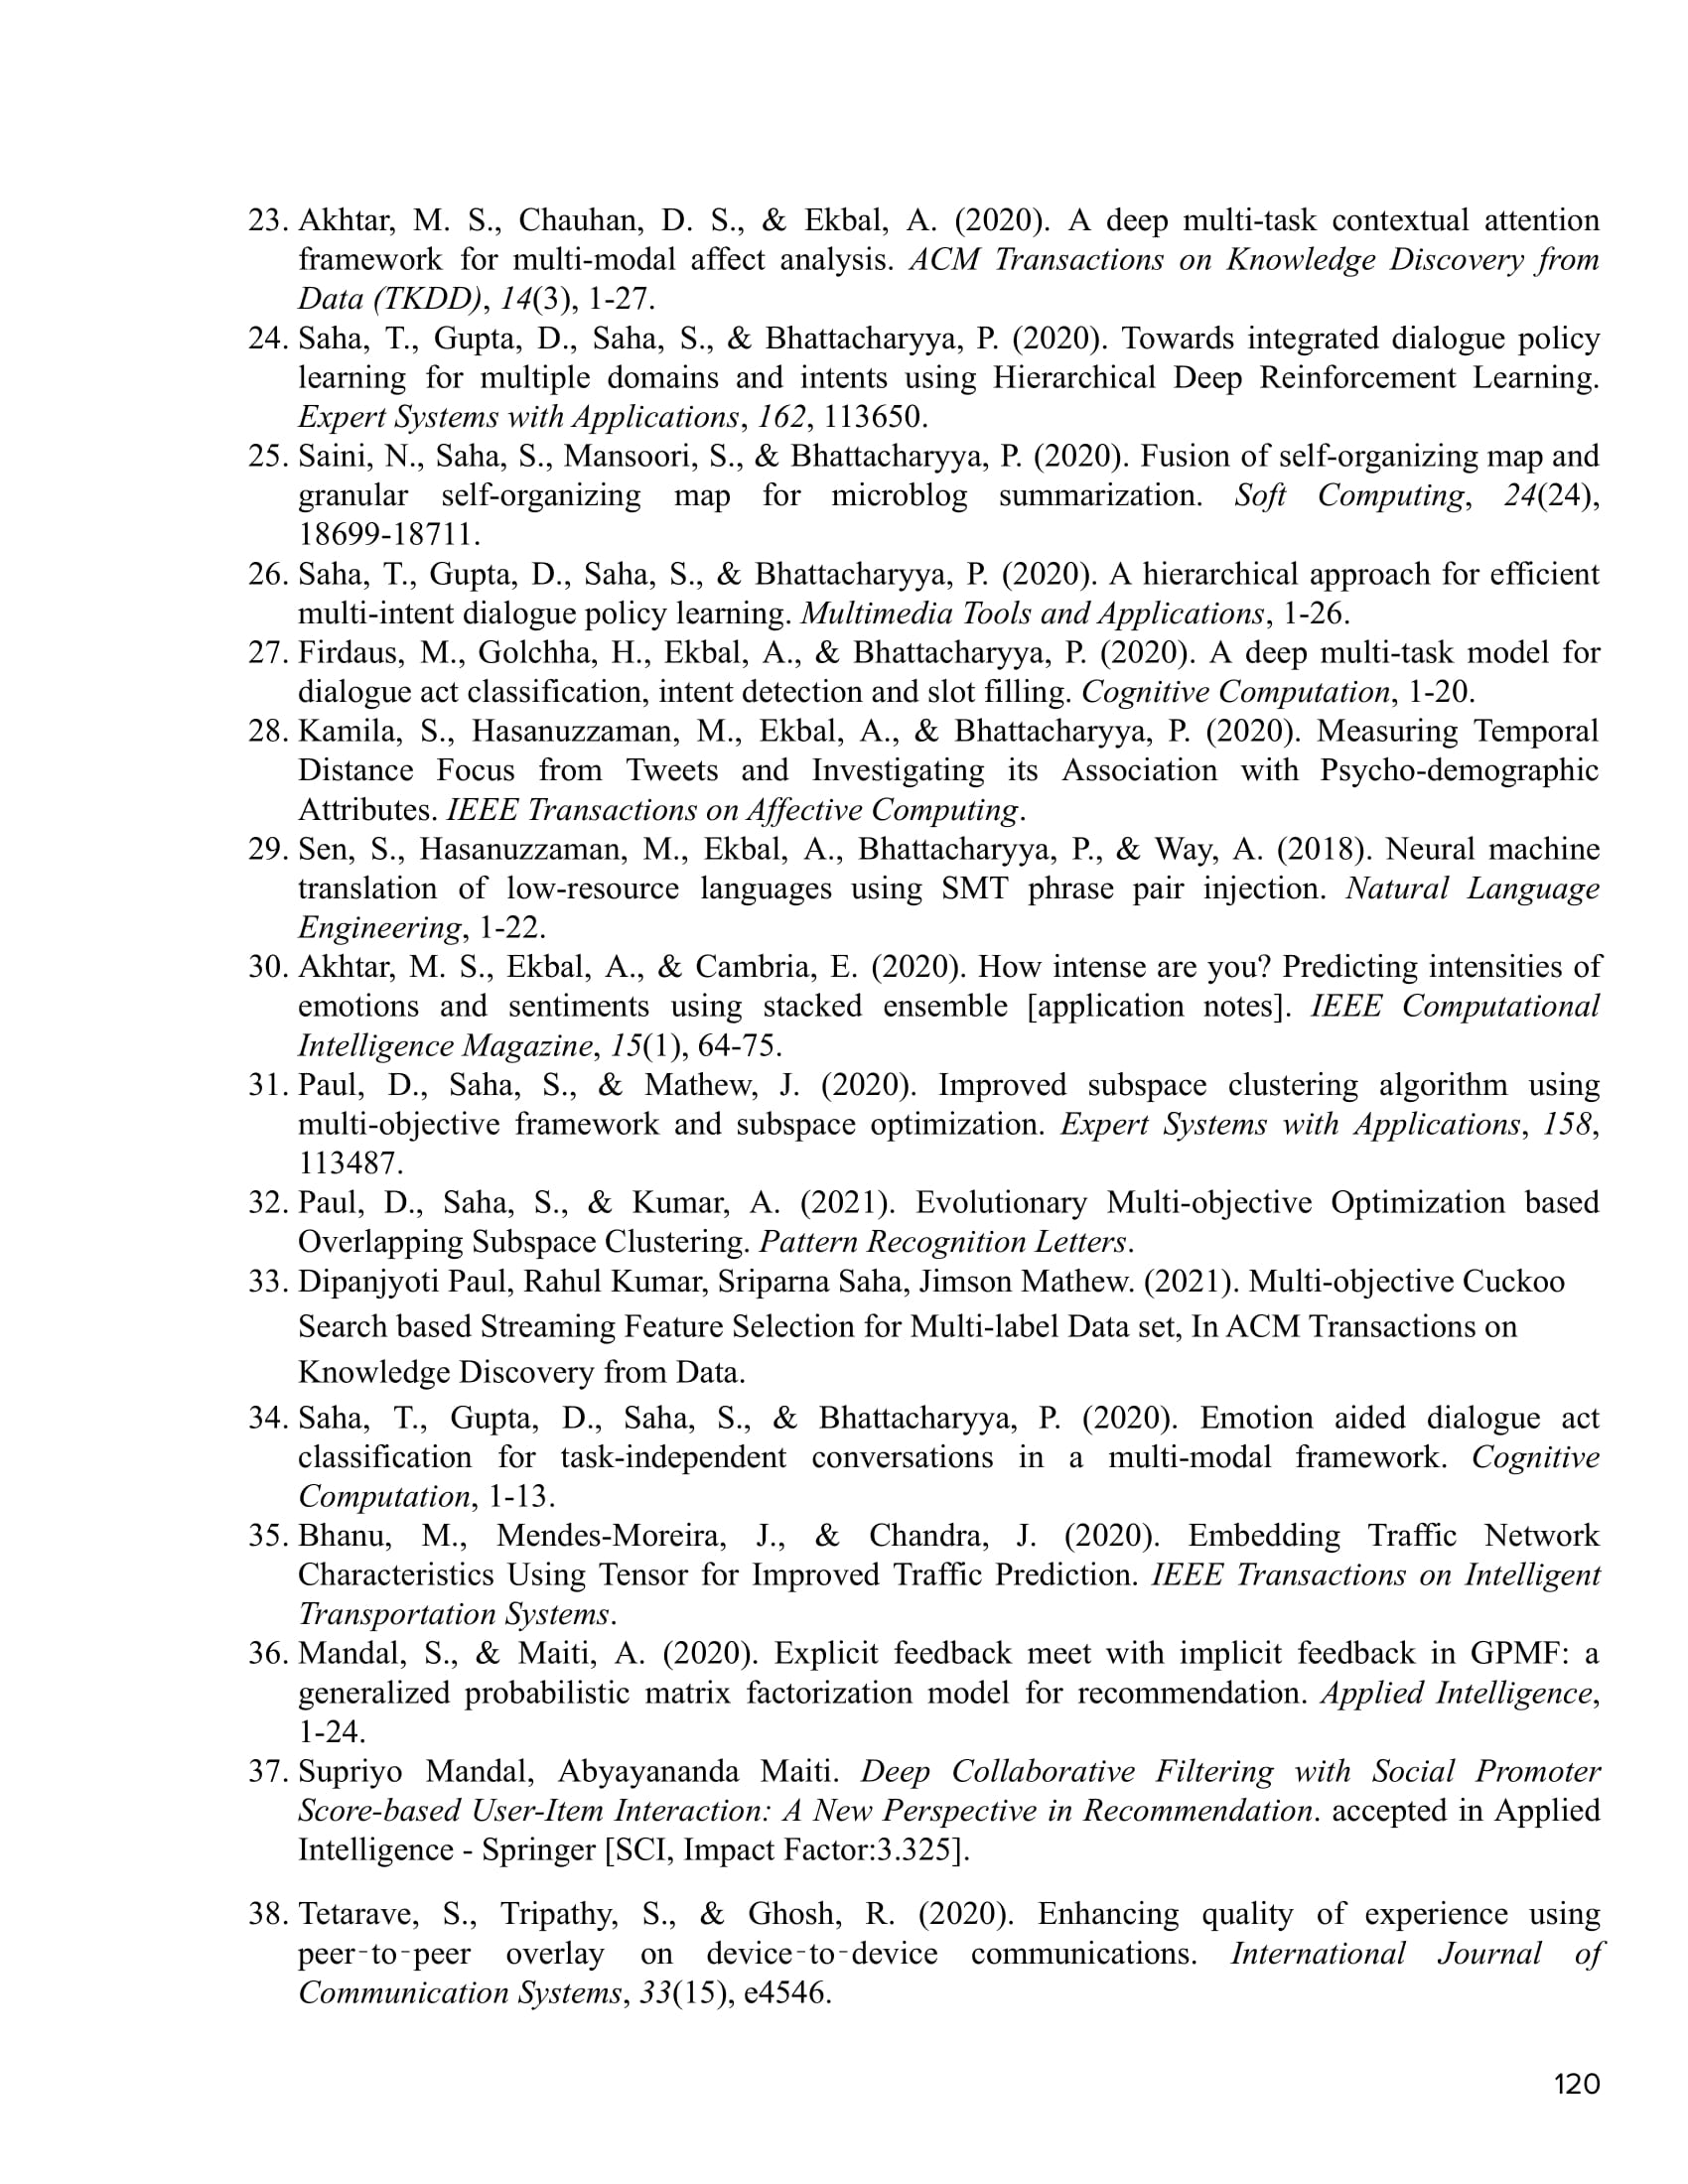 23. Akhtar, M. S., Chauhan, D. S., & Ekbal, A. (2020). A deep multi-task contextual attention
framework for multi-modal affect analysis. ACM Transactions on Knowledge Discovery from
Data (TKDD), 14(3), 1-27.
24. Saha, T., Gupta, D., Saha, S., & Bhattacharyya, P. (2020). Towards integrated dialogue policy
learning for multiple domains and intents using Hierarchical Deep Reinforcement Learning.
Expert Systems with Applications, 162, 113650.
25. Saini, N., Saha, S., Mansoori, S., & Bhattacharyya, P. (2020). Fusion of self-organizing map and
granular self-organizing map for microblog summarization. Soft Computing, 24(24),
18699-18711.
26. Saha, T., Gupta, D., Saha, S., & Bhattacharyya, P. (2020). A hierarchical approach for efficient
multi-intent dialogue policy learning. Multimedia Tools and Applications, 1-26.
27. Firdaus, M., Golchha, H., Ekbal, A., & Bhattacharyya, P. (2020). A deep multi-task model for
dialogue act classification, intent detection and slot filling. Cognitive Computation, 1-20.
28. Kamila, S., Hasanuzzaman, M., Ekbal, A., & Bhattacharyya, P. (2020). Measuring Temporal
Distance Focus from Tweets and Investigating its Association with Psycho-demographic
Attributes. IEEE Transactions on Affective Computing.
29. Sen, S., Hasanuzzaman, M., Ekbal, A., Bhattacharyya, P., & Way, A. (2018). Neural machine
translation of low-resource languages using SMT phrase pair injection. Natural Language
Engineering, 1-22.
30. Akhtar, M. S., Ekbal, A., & Cambria, E. (2020). How intense are you? Predicting intensities of
emotions and sentiments using stacked ensemble [application notes]. IEEE Computational
Intelligence Magazine, 15(1), 64-75.
31. Paul, D., Saha, S., & Mathew, J. (2020). Improved subspace clustering algorithm using
multi-objective framework and subspace optimization. Expert Systems with Applications, 158,
113487.
32. Paul, D., Saha, S., & Kumar, A. (2021). Evolutionary Multi-objective Optimization based
Overlapping Subspace Clustering. Pattern Recognition Letters.
33. Dipanjyoti Paul, Rahul Kumar, Sriparna Saha, Jimson Mathew. (2021). Multi-objective Cuckoo
Search based Streaming Feature Selection for Multi-label Data set, In ACM Transactions on
Knowledge Discovery from Data.
34. Saha, T., Gupta, D., Saha, S., & Bhattacharyya, P. (2020). Emotion aided dialogue act
classification for task-independent conversations in a multi-modal framework. Cognitive
Computation, 1-13.
35. Bhanu, M., Mendes-Moreira, J., & Chandra, J. (2020). Embedding Traffic Network
Characteristics Using Tensor for Improved Traffic Prediction. IEEE Transactions on Intelligent
Transportation Systems.
36. Mandal, S., & Maiti, A. (2020). Explicit feedback meet with implicit feedback in GPMF: a
generalized probabilistic matrix factorization model for recommendation. Applied Intelligence,
1-24.
37. Supriyo Mandal, Abyayananda Maiti. Deep Collaborative Filtering with Social Promoter
Score-based User-Item Interaction: A New Perspective in Recommendation. accepted in Applied
Intelligence - Springer [SCI, Impact Factor:3.325].
38. Tetarave, S., Tripathy, S., & Ghosh, R. (2020). Enhancing quality of experience using
peer-to-peer overlay on device-to-device communications. International Journal of
Communication Systems, 33(15), e4546.
120